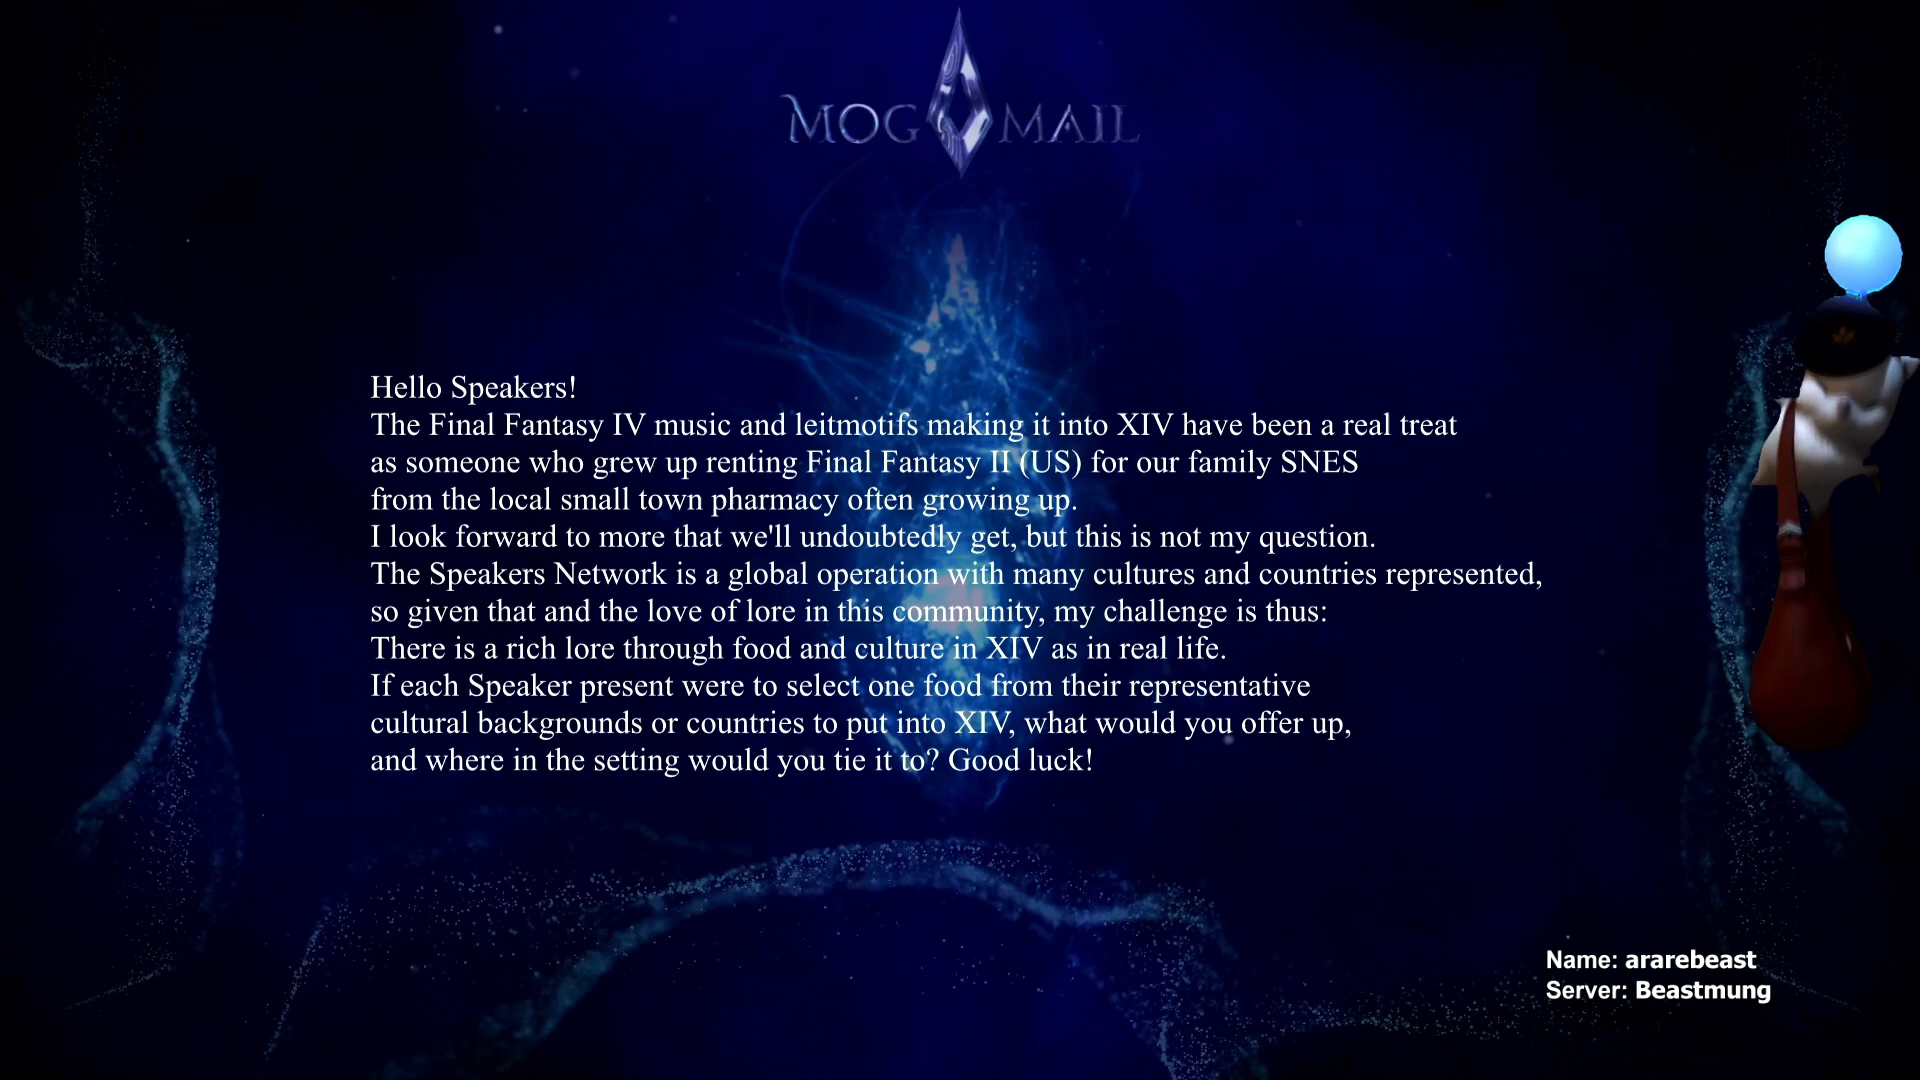 MOG MAIL
Hello Speakers!
The Final Fantasy IV music and leitmotifs making it into XIV have been a real treat
as someone who grew up renting Final Fantasy II (US) for our family SNES
from the local small town pharmacy often growing up.
I look forward to more that we'll undoubtedly get, but this is not my question.
The Speakers Network is a global operation with many cultures and countries represented,
so given that and the love of lore in this community, my challenge is thus:
There is a rich lore through food and culture in XIV as in real life.
If each Speaker present were to select one food from their representative
cultural backgrounds or countries to put into XIV, what would you offer up,
and where in the setting would you tie it to? Good luck!
Name: ararebeast
Server: Beastmung